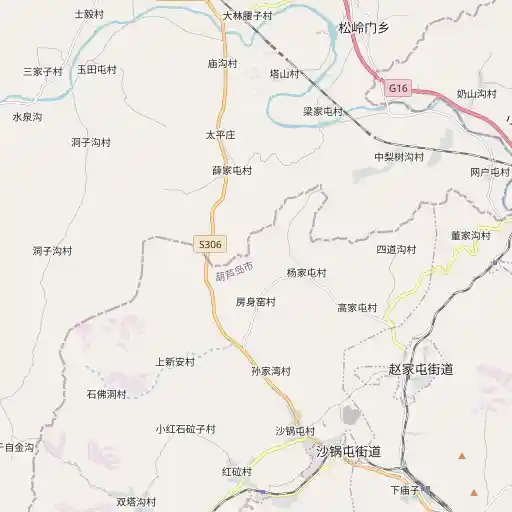 士毅村
大林腰子村
松岭门乡
庙沟村
三家子村
玉田屯村
塔山村
G16
奶山沟村
水泉沟
梁家屯村
太平庄
洞子沟村
中梨树沟村
薛家屯村
网户屯村
董家沟村
S306
洞子沟村
四道沟村
葫芦岛市
杨家屯村
房身窑村
高家屯村
上新安村
孙家湾村
赵家屯街道
石佛洞村
小红石砬子村
沙锅屯村
干自金沟
沙锅屯街道
红砬村
下庙子
双塔沟村